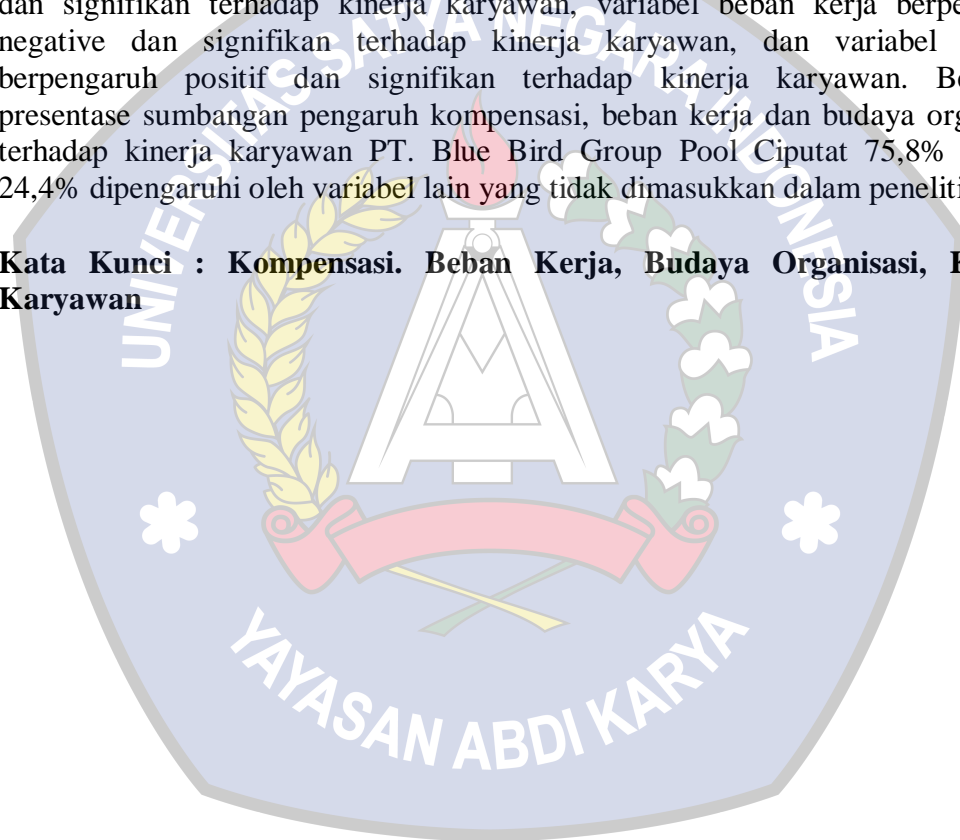 dan signifikan terhadap kinerja karyawan, variabel beban kerja
negative dan signifikan terhadap kinerja karyawan, dan variabel
berpengaruh positif dan signifikan terhadap kinerja karyawan.
presentase sumbangan pengaruh kompensasi, beban kerja dan budaya
terhadap kinerja karyawan PT. Blue Bird Group Pool Ciputat 75,8%
24,4% dipengaruhi oleh variabel lain yang tidak dimasukkan dalam
Kata Kunci : Kompensasi. Beban Kerja, Budaya Organisasi,
Karyawan
UNIVERSITAS SATYA NEGARA INDONESIA
YAYASAN ABDI KARYA